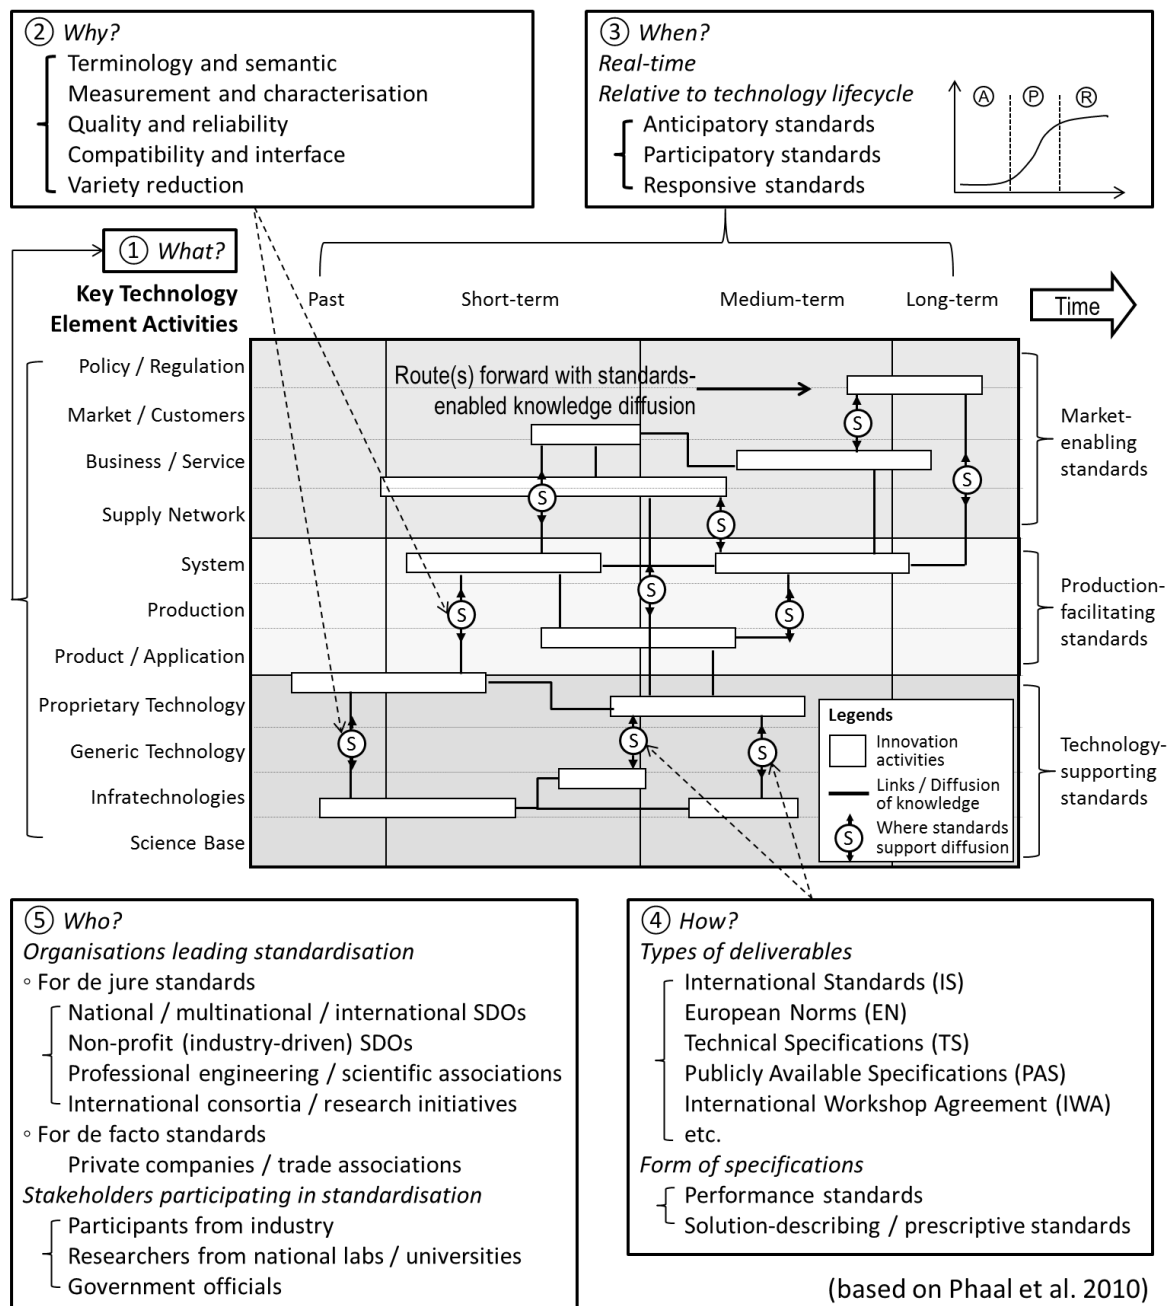 ② Why?
Terminology and semantic
Measurement and characterisation
Quality and reliability
Compatibility and interface
Variety reduction
③ When?
Real-time
Relative to technology lifecycle
Anticipatory standards
Participatory standards
Responsive standards
Ⓐ Ⓟ Ⓡ
① What?
Key Technology
Element Activities
Past Short-term Medium-term Long-term
Time
Policy / Regulation
Market / Customers
Business / Service
Supply Network
System
Production
Product / Application
Proprietary Technology
Generic Technology
Infratechnologies
Science Base
Route(s) forward with standards-
enabled knowledge diffusion
S
S
S
S
S
S
S
S
S
S
Market-
enabling
standards
Production-
facilitating
standards
Technology-
supporting
standards
Legends
Innovation
activities
Links / Diffusion
of knowledge
S
Where standards
support diffusion
⑤ Who?
Organisations leading standardisation
◦ For de jure standards
National / multinational / international SDOs
Non-profit (industry-driven) SDOs
Professional engineering / scientific associations
International consortia / research initiatives
◦ For de facto standards
Private companies / trade associations
Stakeholders participating in standardisation
Participants from industry
Researchers from national labs / universities
Government officials
④ How?
Types of deliverables
International Standards (IS)
European Norms (EN)
Technical Specifications (TS)
Publicly Available Specifications (PAS)
International Workshop Agreement (IWA)
etc.
Form of specifications
Performance standards
Solution-describing / prescriptive standards
(based on Phaal et al. 2010)